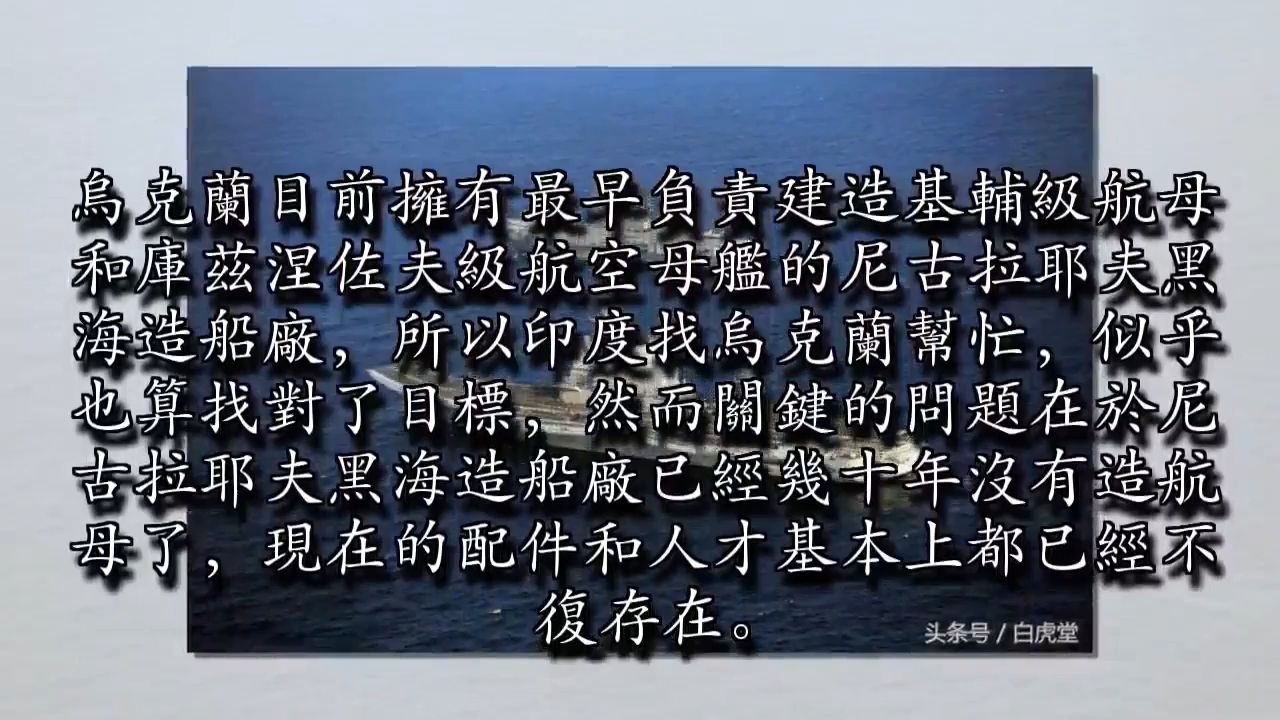 烏克蘭目前擁有最早負責建造基輔級航母
和庫茲涅佐夫級航空母艦的尼古拉耶夫黑
海造船廠，所以印度找烏克蘭幫忙，似乎
也算找對了目標，然而關鍵的問題在於尼
古拉耶夫黑海造船廠已經幾十年沒有造航
母了，現在的配件和人才基本上都已經不
復存在。
头条号 / 白虎堂